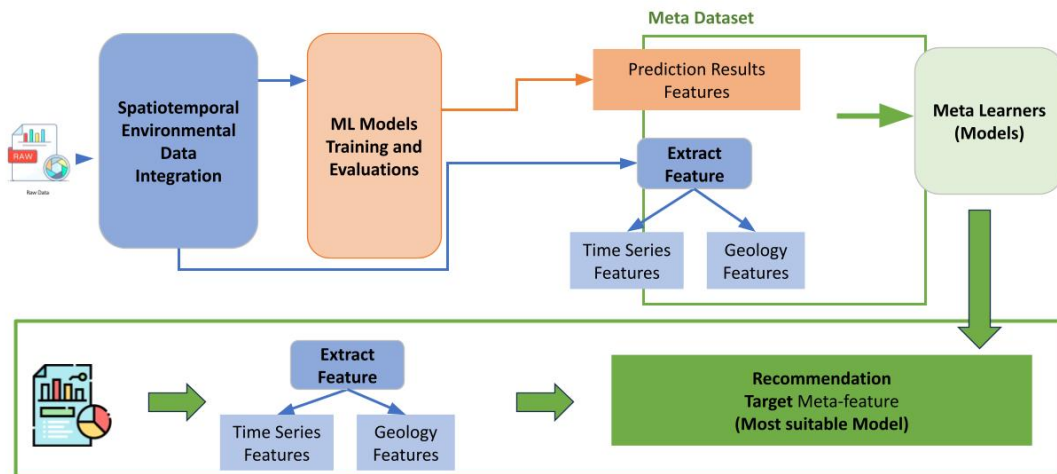 Meta Dataset
Spatiotemporal
Environmental
Data
Integration
ML Models
Training and
Evaluations
Prediction Results
Features
Meta Learners
(Models)
RAW
Raw Data
Extract
Feature
Time Series
Features
Geology
Features
Extract
Feature
Time Series
Features
Geology
Features
Recommendation
Target Meta-feature
(Most suitable Model)